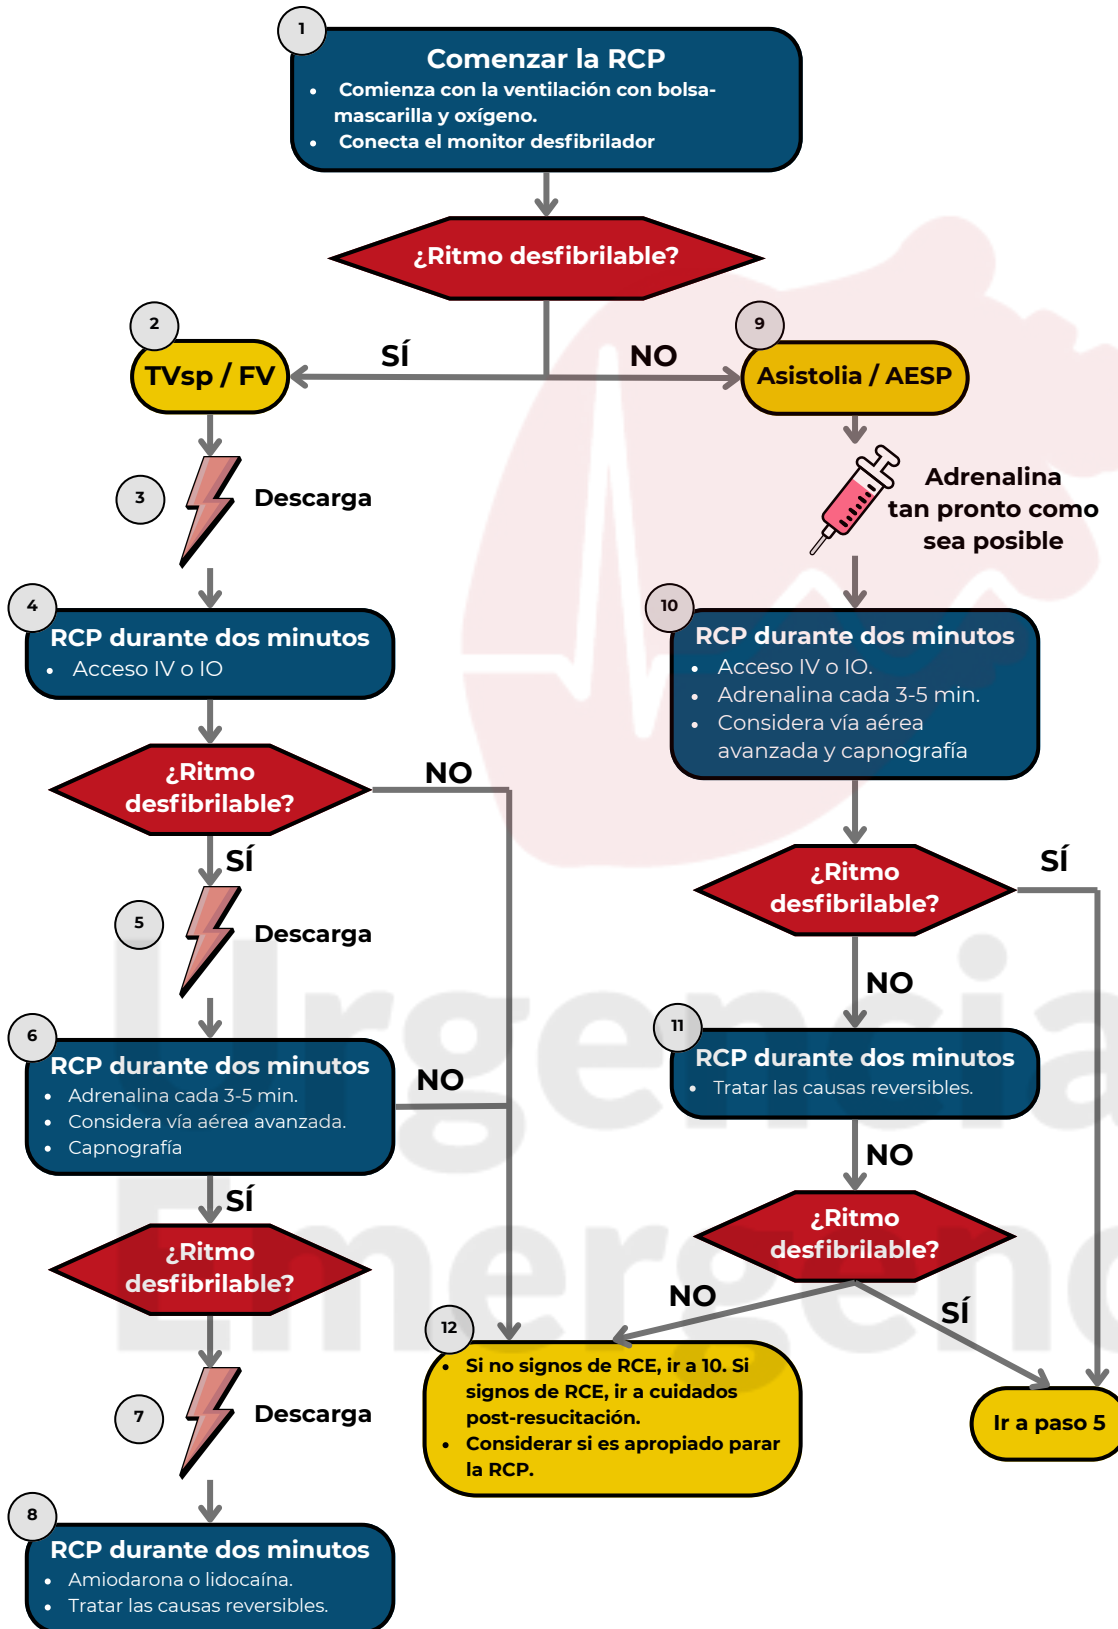 1
Comenzar la RCP
• Comienza con la ventilación con bolsa-
mascarilla y oxígeno.
• Conecta el monitor desfibrilador
¿Ritmo desfibrilable?
SÍ
NO
2
TVsp / FV
9
Asistolia / AESP
3
Descarga
Adrenalina
tan pronto como
sea posible
4
RCP durante dos minutos
• Acceso IV o IO
10
RCP durante dos minutos
• Acceso IV o IO.
• Adrenalina cada 3-5 min.
• Considera vía aérea
avanzada y capnografía
¿Ritmo
desfibrilable?
NO
SÍ
¿Ritmo
desfibrilable?
SÍ
NO
5
Descarga
6
RCP durante dos minutos
• Adrenalina cada 3-5 min.
• Considera vía aérea avanzada.
• Capnografía
NO
SÍ
11
RCP durante dos minutos
• Tratar las causas reversibles.
NO
¿Ritmo
desfibrilable?
¿Ritmo
desfibrilable?
NO
SÍ
7
Descarga
12
• Si no signos de RCE, ir a 10. Si
signos de RCE, ir a cuidados
post-resucitación.
• Considerar si es apropiado parar
la RCP.
Ir a paso 5
8
RCP durante dos minutos
• Amiodarona o lidocaína.
• Tratar las causas reversibles.
Urgencia
Emergenc